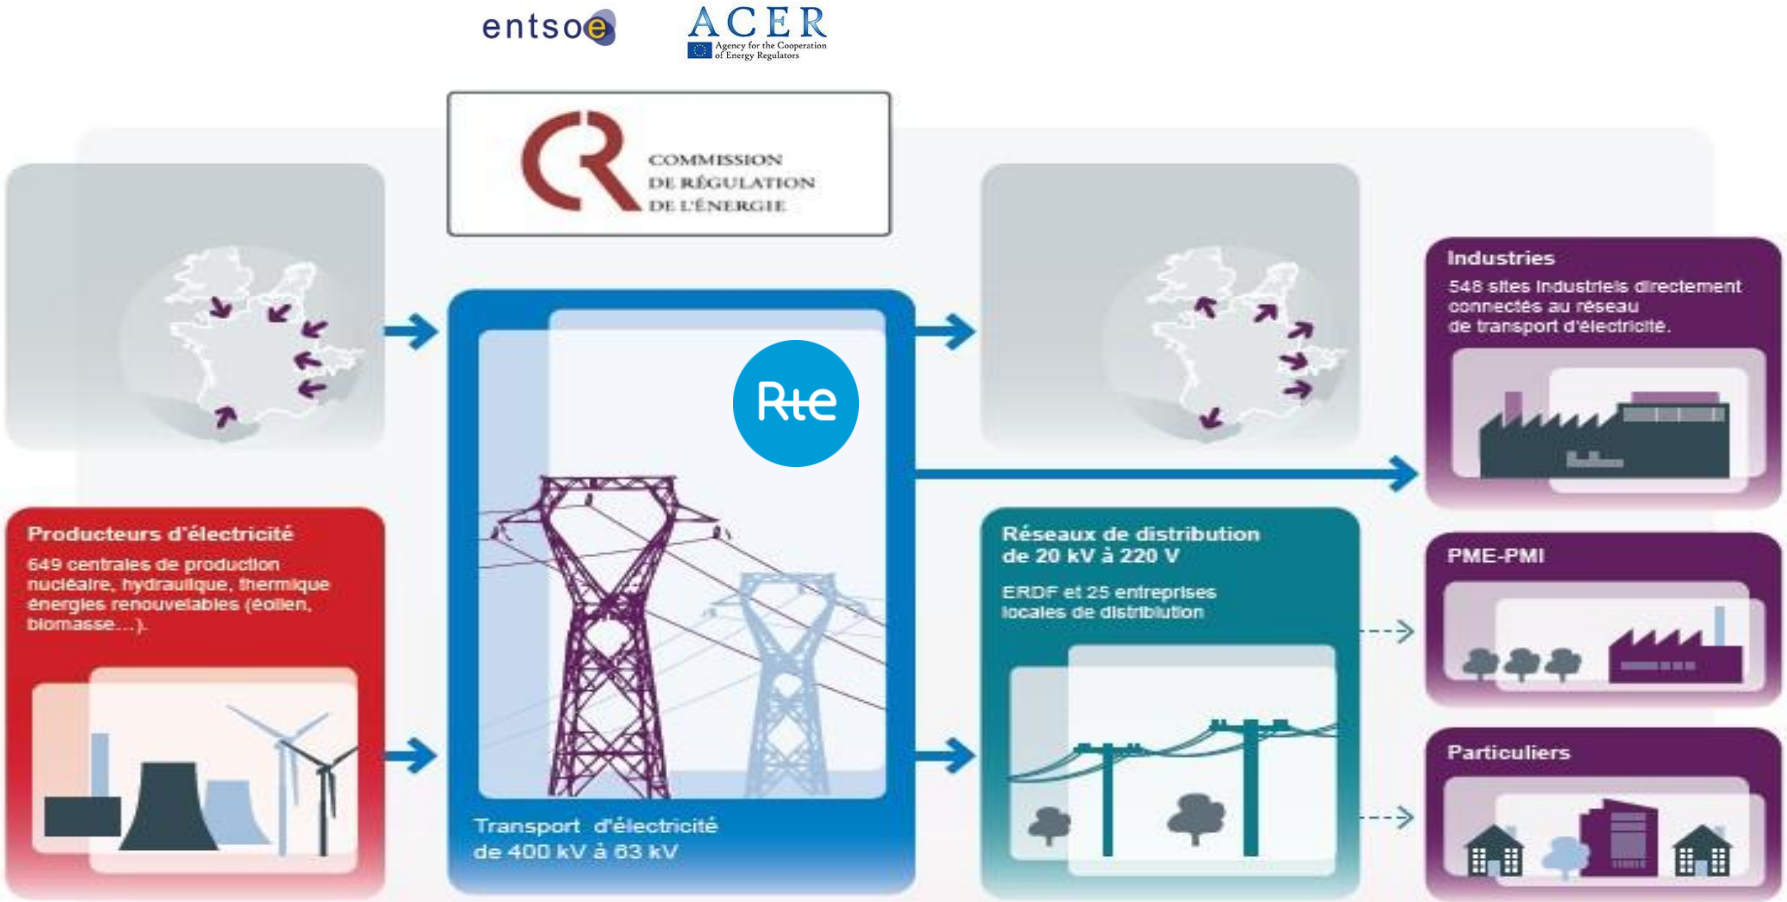 entsoe
ACER
Agency for the Cooperation
of Energy Regulators
CR
COMMISSION
DE RÉGULATION
DE L'ÉNERGIE
Rte
Industries
548 sites industriels directement
connectés au réseau
de transport d'électricité.
Producteurs d'électricité
649 centrales de production
nucléaire, hydraulique, thermique
énergies renouvelables (éolien,
biomasse...).
Transport d'électricité
de 400 kV à 63 kV
Réseaux de distribution
de 20 kV à 220 V
ERDF et 25 entreprises
locales de distribiution
PME-PMI
Particuliers